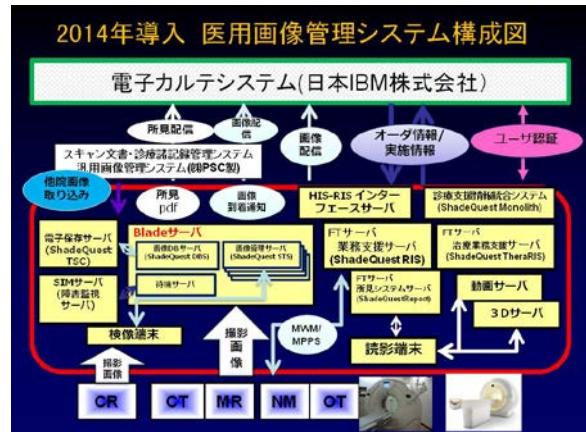 2014年導入 医用画像管理システム構成図
電子カルテシステム(日本IBM株式会社)
所見配信
画像配
信
画像
配信
オーダ情報/
実施情報
ユーザ認証
スキャン文書・診療諸記録管理システム
汎用画像管理システム(㈱PSC製)
他院画像
取り込み
所見
pdf
画像
到着通知
HIS-RIS インター
フェースサーバ
診療支援情報統合システム
(ShadeQuest Monolith)
電子保存サーバ
(ShadeQuest
TSC)
Bladeサーバ
画像DBサーバ
(ShadeQuest DBS)
画像管理サーバ
(ShadeQuest STS)
待機サーバ
FTサーバ
業務支援サーバ
(ShadeQuest RIS)
FTサーバ
治療業務支援サーバ
(ShadeQuest TheraRIS)
SIMサーバ
(障害監視
サーバ)
FTサーバ
所見システムサーバ
(ShadeQuestReport)
動画サーバ
3Dサーバ
検像端末
撮影
画像
撮影
画
像
MWM/
MPPS
読影端末
CR
CT
MR
NM
OT